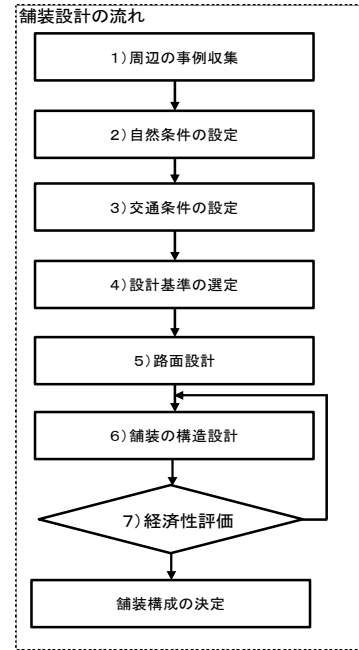 舗装設計の流れ
1）周辺の事例収集
2）自然条件の設定
3）交通条件の設定
4）設計基準の選定
5）路面設計
6）舗装の構造設計
7）経済性評価
舗装構成の決定